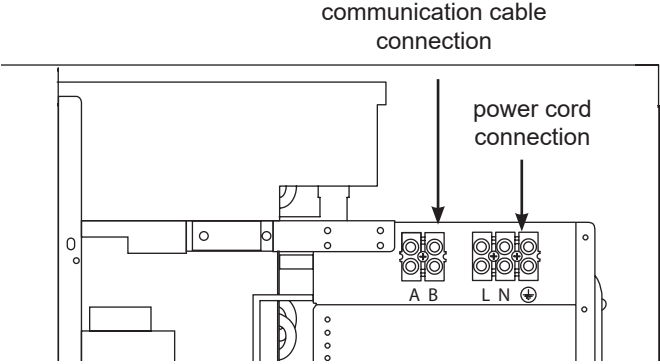 communication cable
connection
power cord
connection
A B
L N